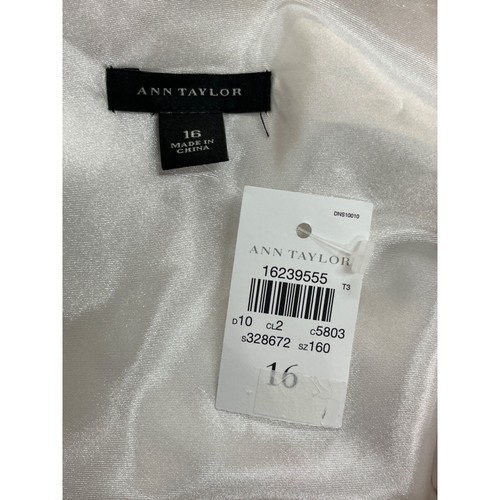 ANN TAYLOR
16
MADE IN
CHINA
DNS10010
ANN TAYLOR
16239555
T3
D10 CL2 C5803
S328672 SZ160
16